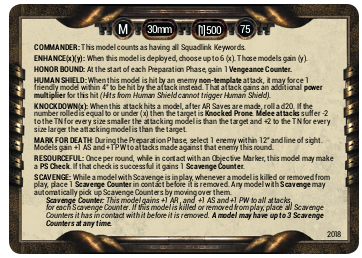 M 30mm 500 75
COMMANDER: This model counts as having all Squadlink Keywords.
ENHANCE(x)(y): When this model is deployed, choose up to 6 (x). Those models gain (y).
HONOR BOUND: At the start of each Preparation Phase, gain 1 Vengeance Counter.
HUMAN SHIELD: When this model is hit by an enemy non-template attack, it may force 1
friendly model within 4" to be hit by the attack instead. That attack gains an additional power
multiplier for this hit (Hits from Human Shield cannot trigger Human Shield).
KNOCKDOWN(x): When this attack hits a model, after AR Saves are made, roll a d20. If the
number rolled is equal to or under (x) then the target is Knocked Prone. Melee attacks suffer -2
to the TN for every size smaller the attacking model is than the target and +2 to the TN for every
size larger the attacking model is than the target.
MARK FOR DEATH: During the Preparation Phase, select 1 enemy within 12" and line of sight.
Models gain +1 AS and +1 PW to attacks made against that enemy this round.
RESOURCEFUL: Once per round, while in contact with an Objective Marker, this model may make
a PS Check. If that check is successful it gains 1 Scavenge Counter.
SCAVENGE: While a model with Scavenge is in play, whenever a model is killed or removed from
play, place 1 Scavenge Counter in contact before it is removed. Any model with Scavenge may
automatically pick up Scavenge Counters by moving over them.
Scavenge Counter: This model gains +1 AR, and +1 AS and +1 PW to all attacks,
for each Scavenge Counter. If this model is killed or removed from play, place all Scavenge
Counters it has in contact with it before it is removed. A model may have up to 3 Scavenge
Counters at any time.
2018